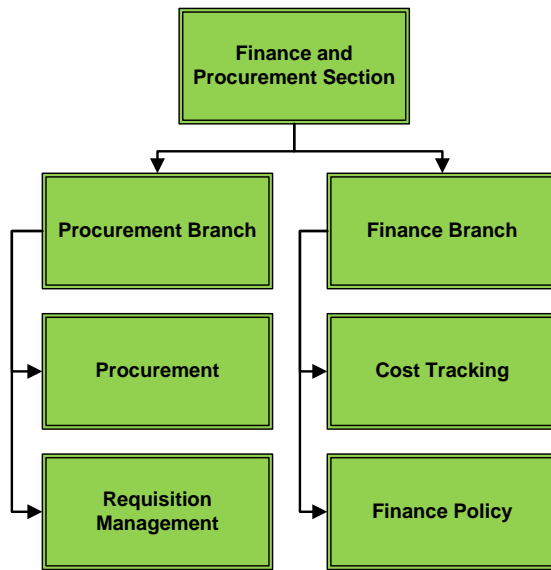 Finance and
Procurement Section
Procurement Branch
Finance Branch
Procurement
Cost Tracking
Requisition
Management
Finance Policy